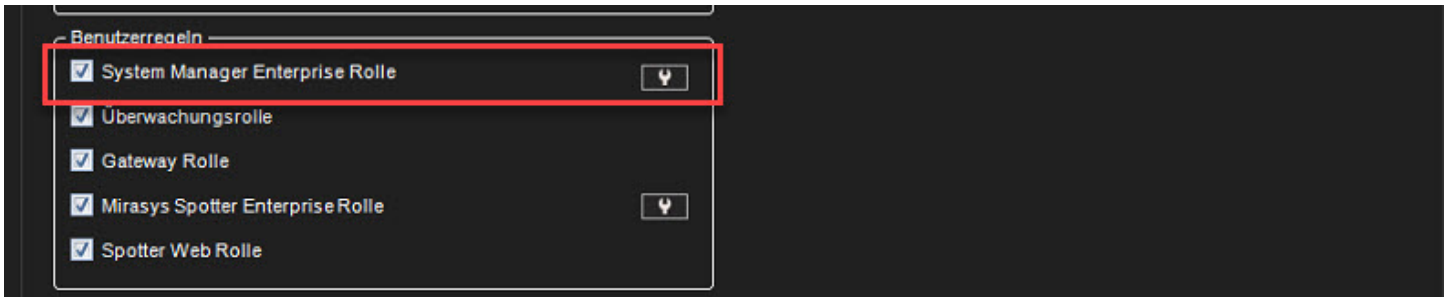 Benutzerregeln
System Manager Enterprise Rolle
Überwachungsrolle
Gateway Rolle
Mirasys Spotter Enterprise Rolle
Spotter Web Rolle